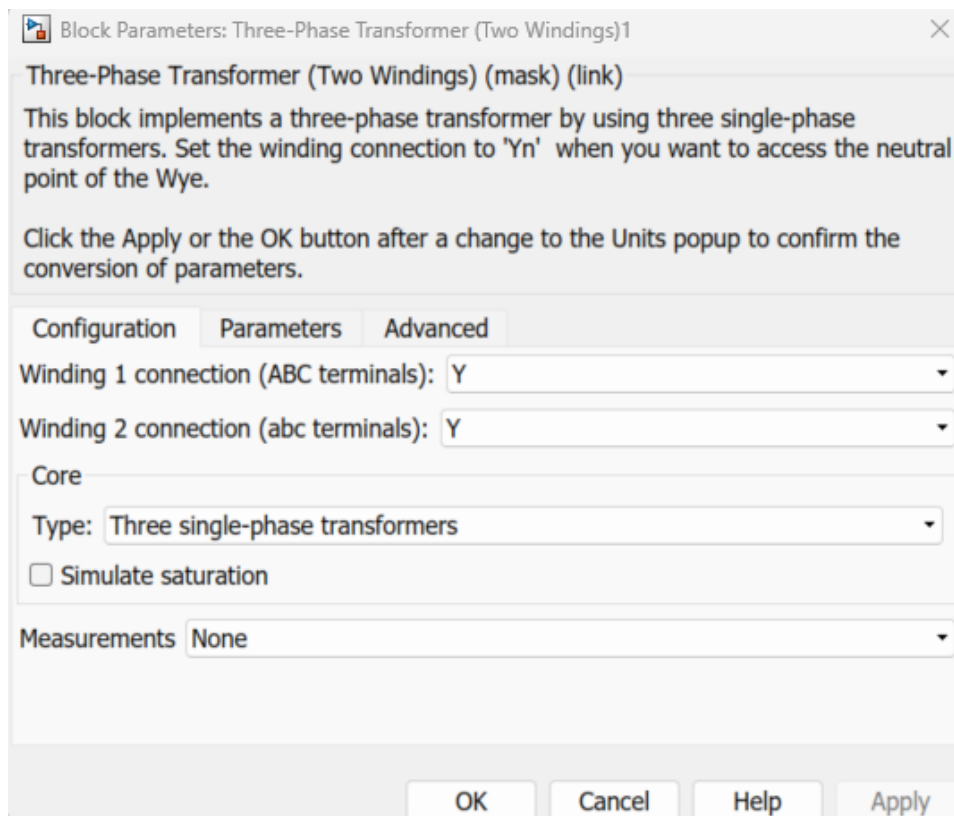 Block Parameters: Three-Phase Transformer (Two Windings)1
Three-Phase Transformer (Two Windings) (mask) (link)
This block implements a three-phase transformer by using three single-phase
transformers. Set the winding connection to 'Yn' when you want to access the neutral
point of the Wye.
Click the Apply or the OK button after a change to the Units popup to confirm the
conversion of parameters.
Configuration Parameters Advanced
Winding 1 connection (ABC terminals): Y
Winding 2 connection (abc terminals): Y
Core
Type: Three single-phase transformers
Simulate saturation
Measurements None
OK Cancel Help Apply